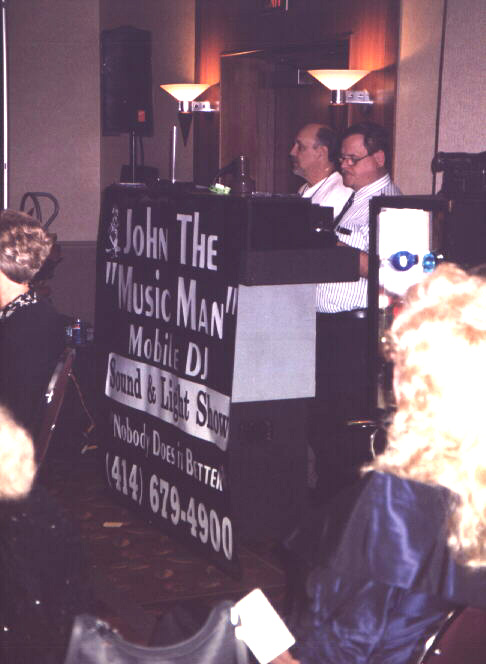 John The
"Music Man"
Mobile DJ
Sound & Light Show
Nobody Does it Better
(414) 679-4900